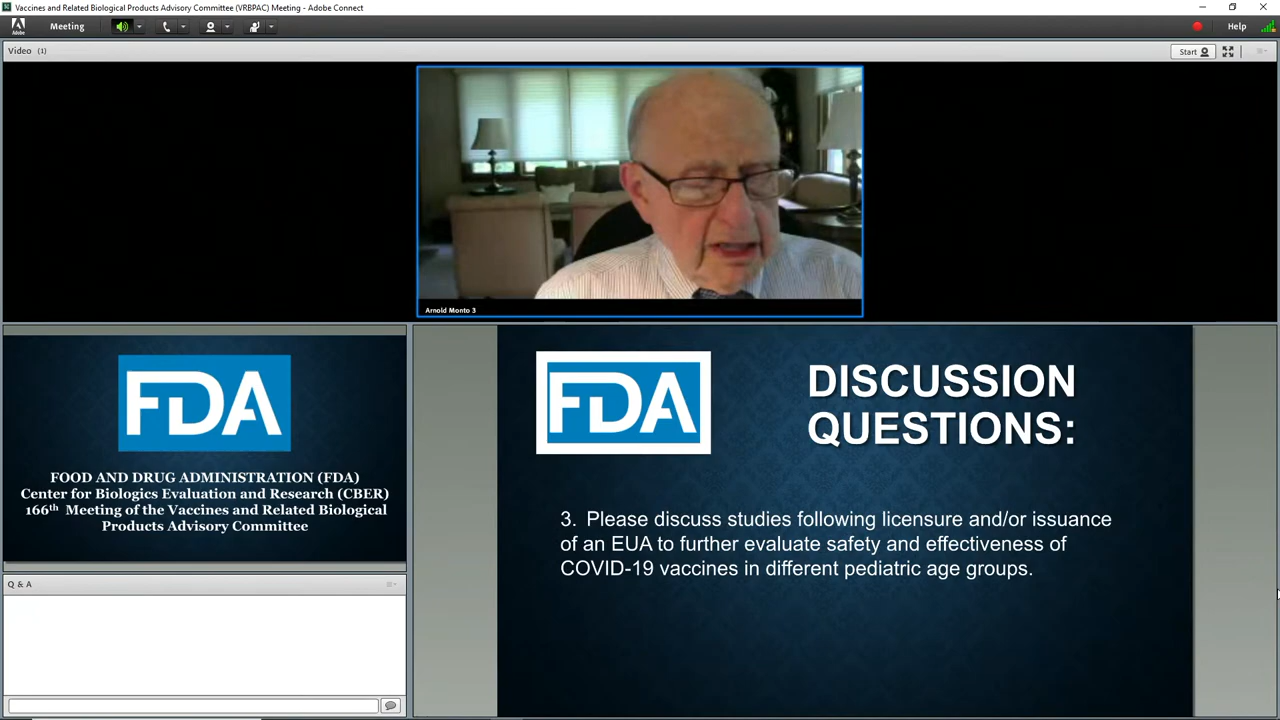 Vaccines and Related Biological Products Advisory Committee (VRBPAC) Meeting - Adobe Connect
Meeting
Help
Video (1)
Start
Arnold Monto 3
FDA
FOOD AND DRUG ADMINISTRATION (FDA)
Center for Biologics Evaluation and Research (CBER)
166th Meeting of the Vaccines and Related Biological
Products Advisory Committee
Q & A
FDA
DISCUSSION
QUESTIONS:
3. Please discuss studies following licensure and/or issuance
of an EUA to further evaluate safety and effectiveness of
COVID-19 vaccines in different pediatric age groups.